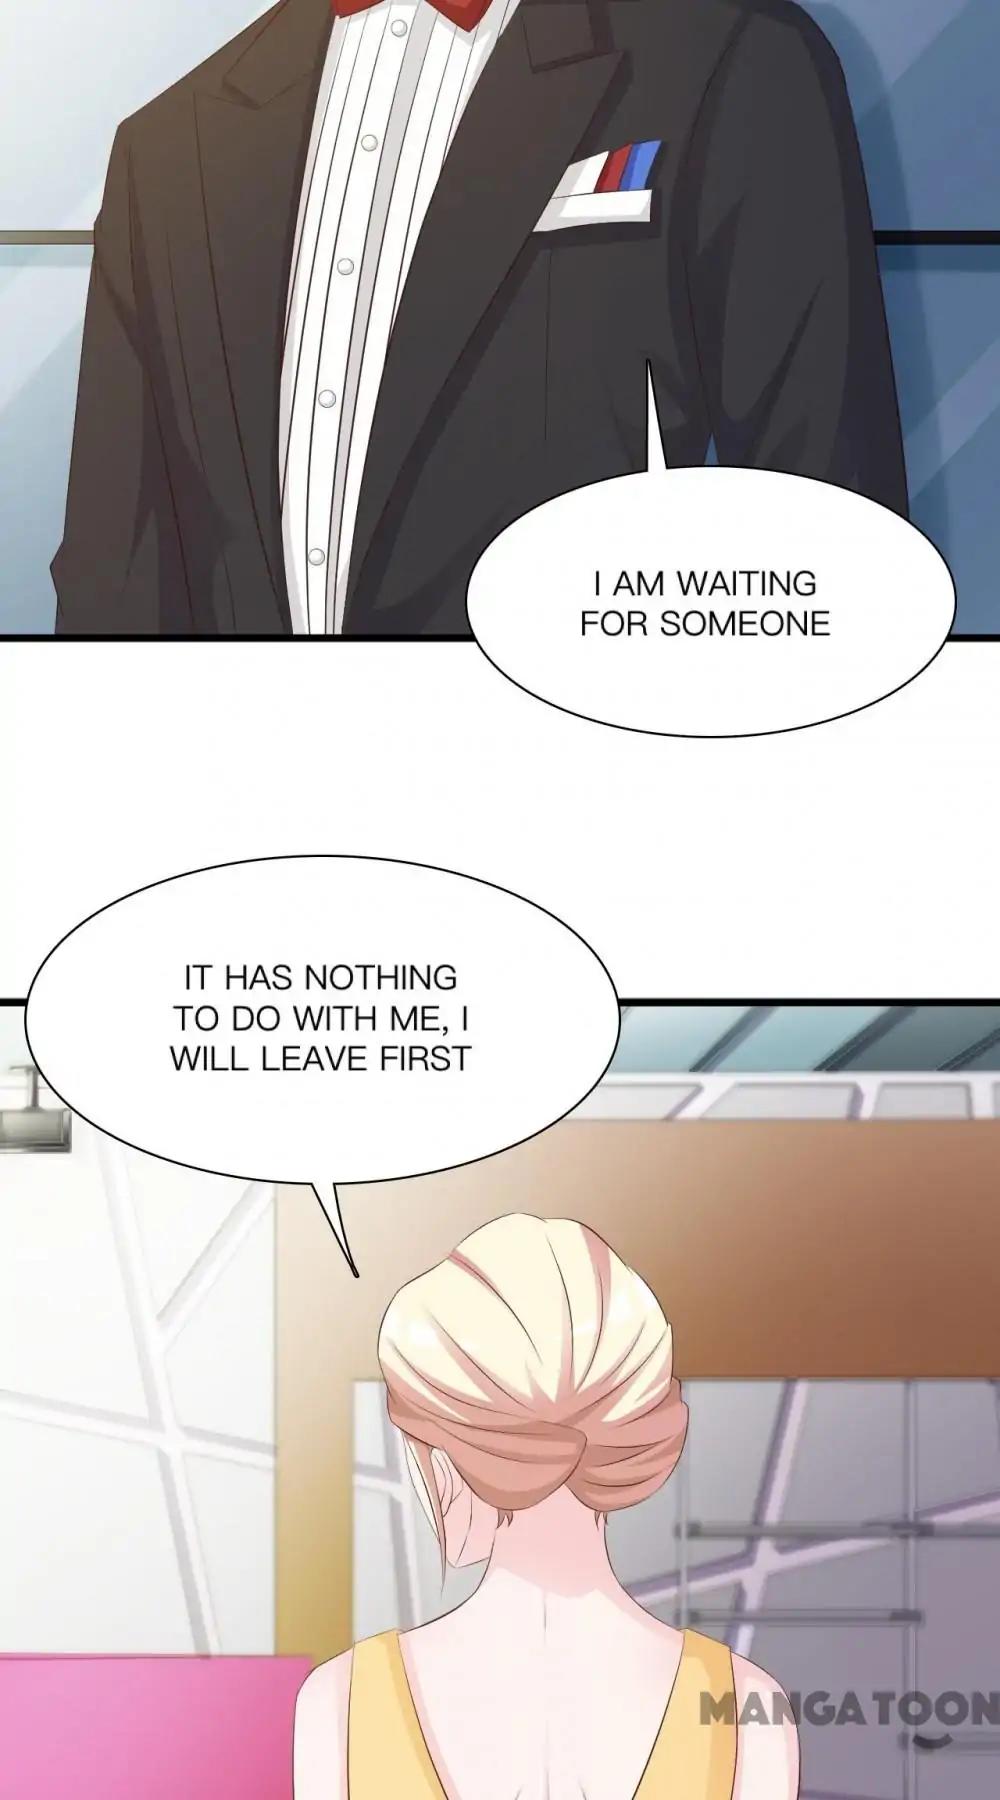 I AM WAITING
FOR SOMEONE
IT HAS NOTHING
TO DO WITH ME, I
WILL LEAVE FIRST
MANGATOON